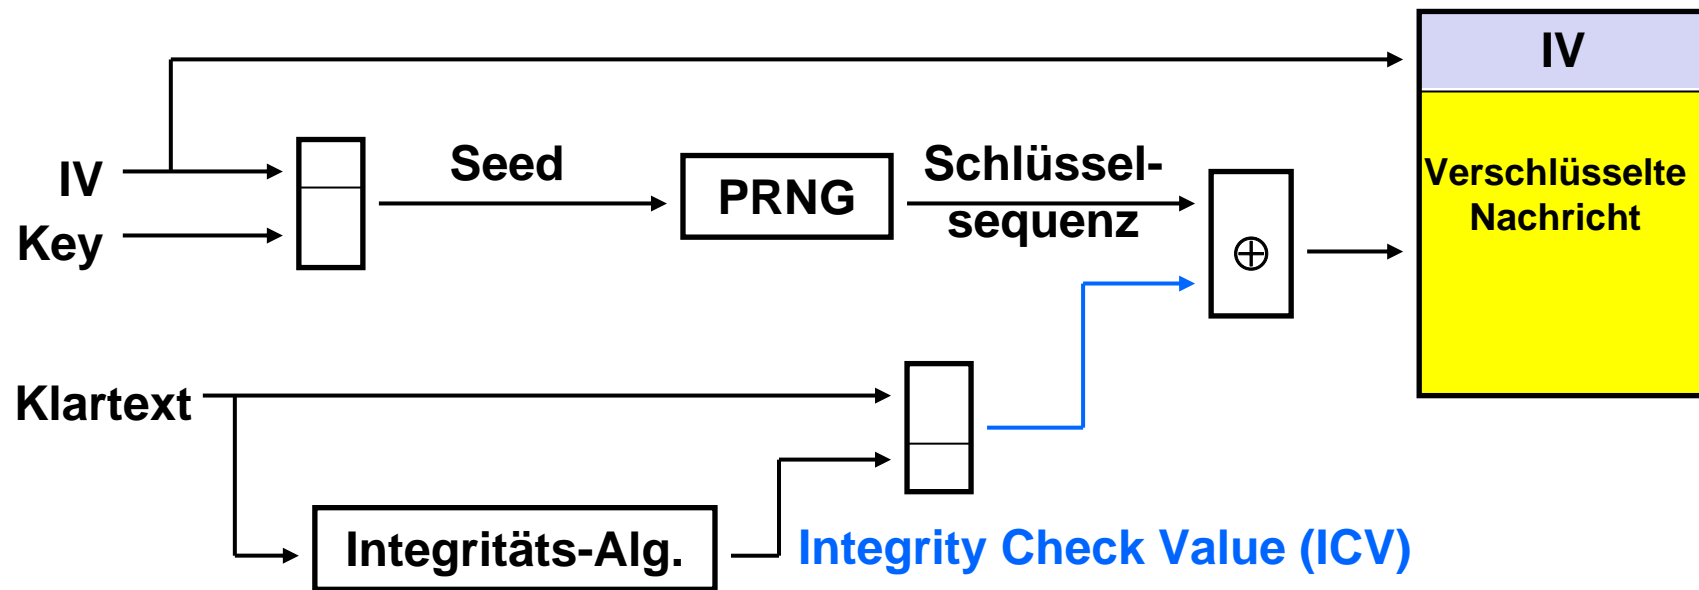 IV
IV
Key
Seed
PRNG
Schlüssel-
sequenz
⊕
Verschlüsselte
Nachricht
Klartext
Integritäts-Alg.
Integrity Check Value (ICV)